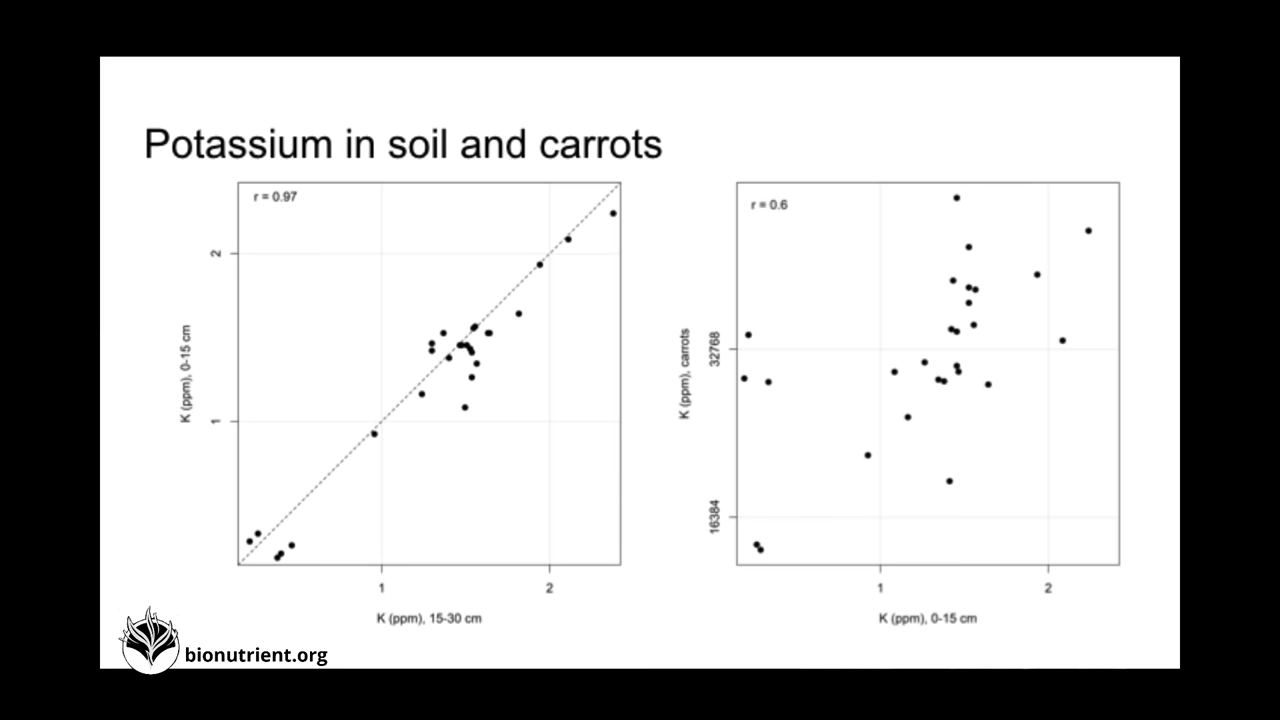 Potassium in soil and carrots
r = 0.97
2
1
K (ppm), 0-15 cm
1
2
K (ppm), 15-30 cm
r = 0.6
32768
16384
K (ppm), carrots
1
2
K (ppm), 0-15 cm
bionutrient.org